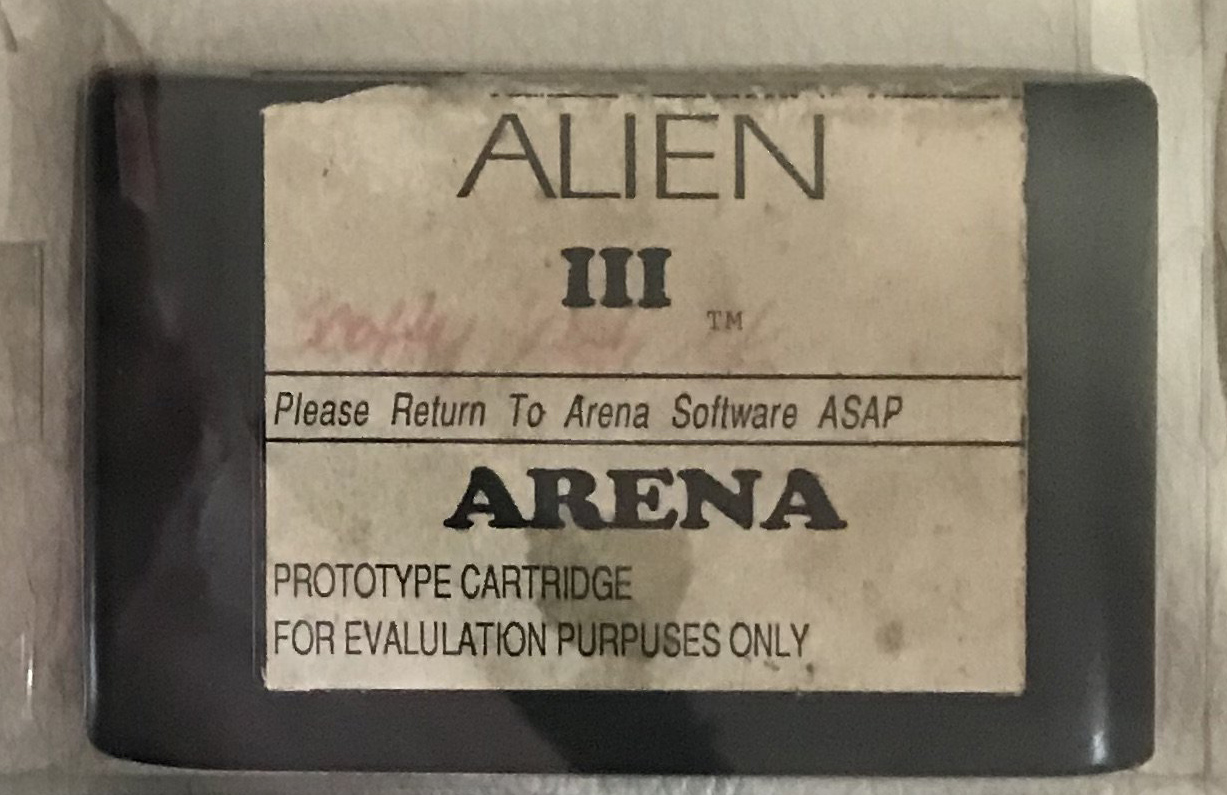 ALIEN
III
TM
Please Return To Arena Software ASAP
ARENA
PROTOTYPE CARTRIDGE
FOR EVALULATION PURPUSES ONLY